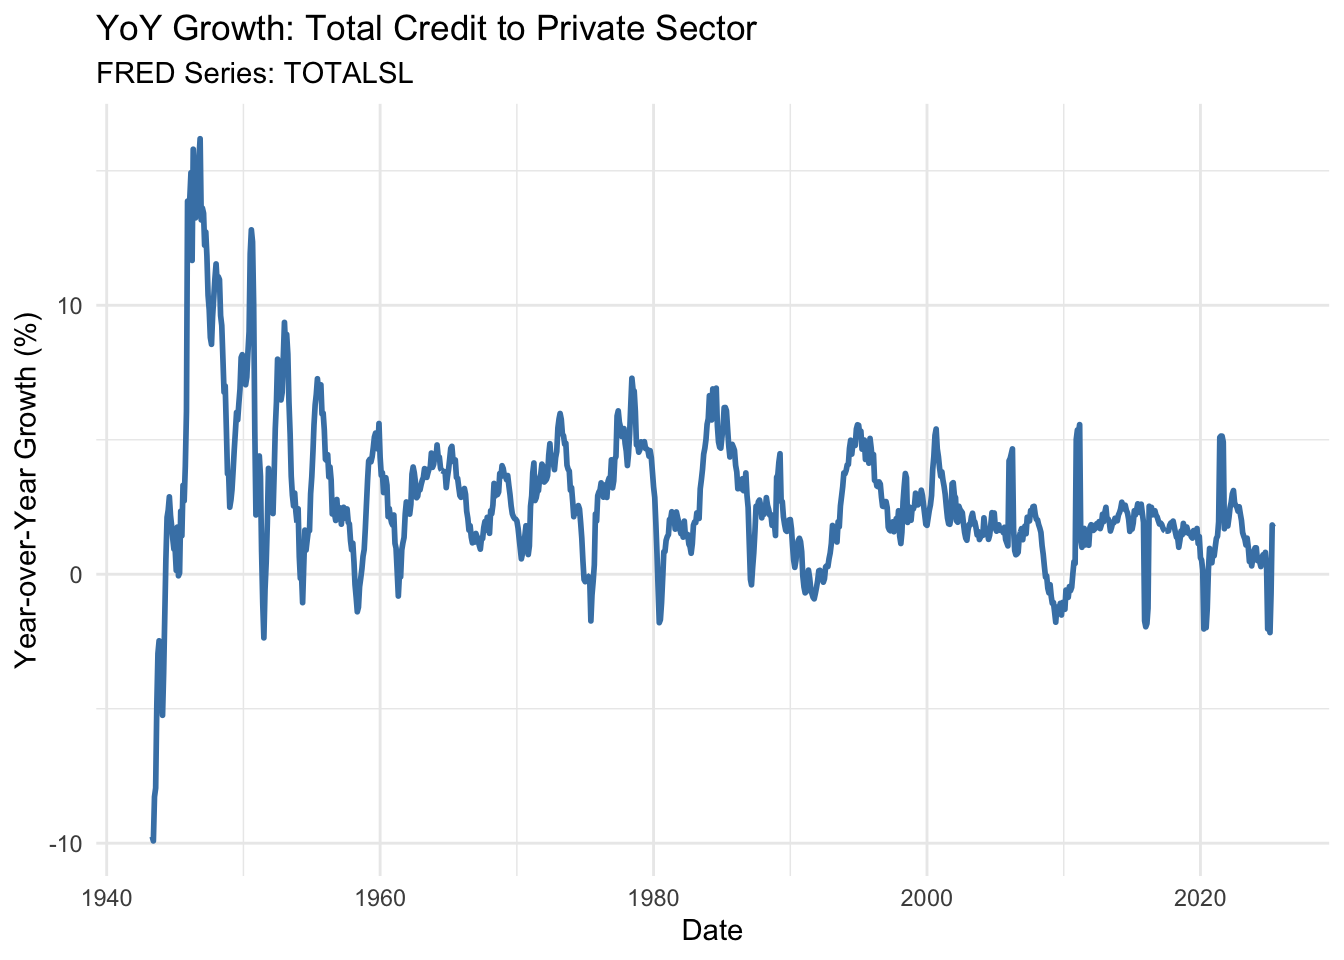 YoY Growth: Total Credit to Private Sector
FRED Series: TOTALSL
Year-over-Year Growth (%)
10
0
-10
1940
1960
1980
2000
2020
Date